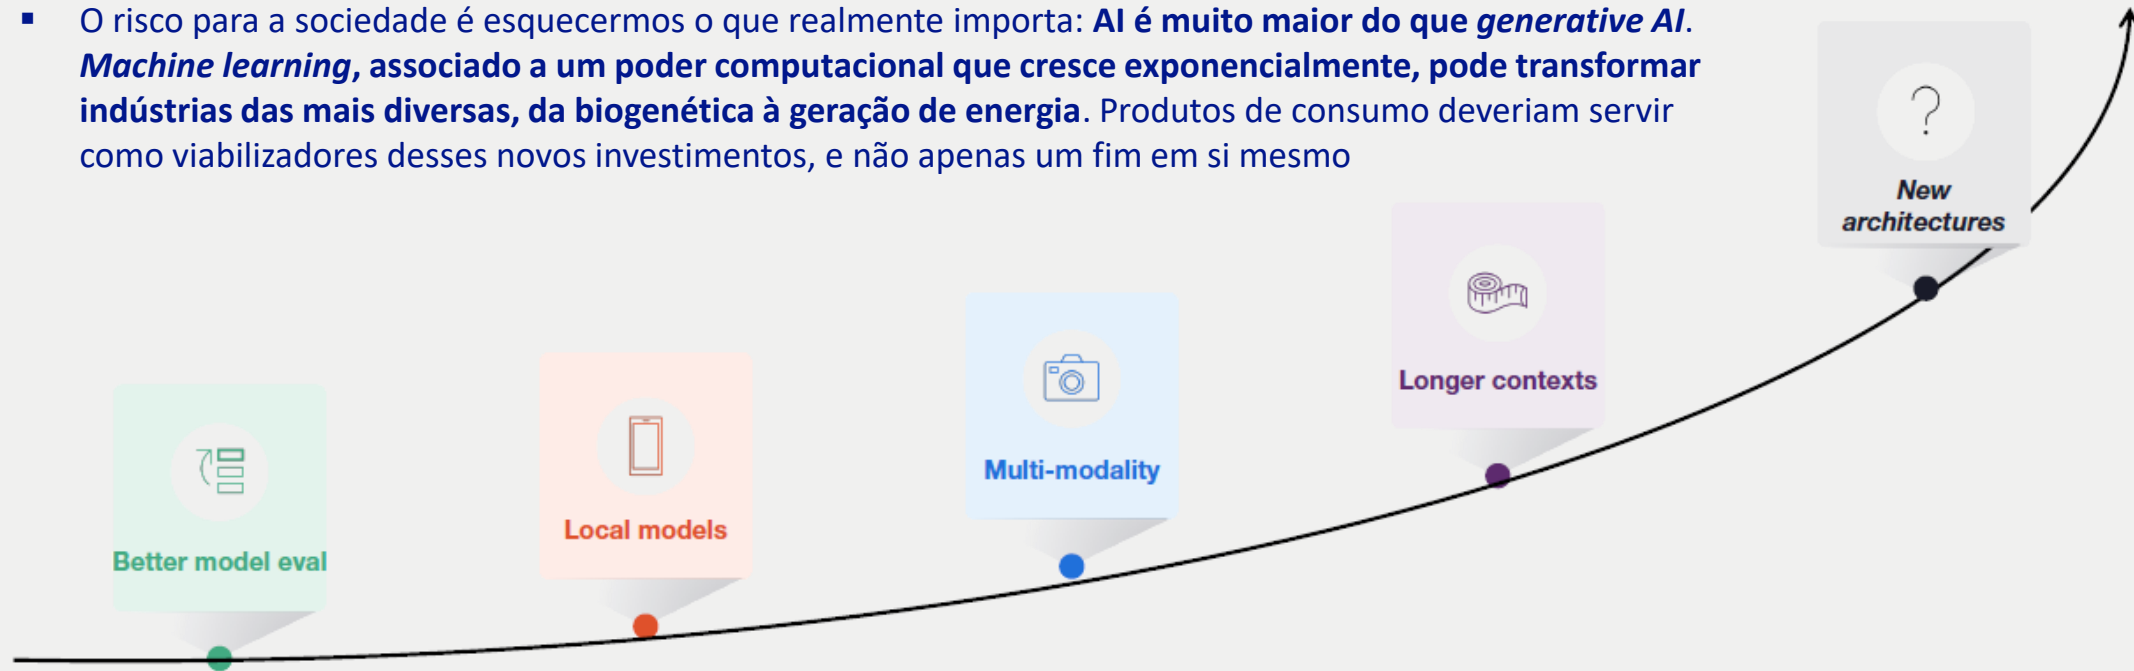 ▪ O risco para a sociedade é esquecermos o que realmente importa: AI é muito maior do que generative AI.
Machine learning, associado a um poder computacional que cresce exponencialmente, pode transformar
indústrias das mais diversas, da biogenética à geração de energia. Produtos de consumo deveriam servir
como viabilizadores desses novos investimentos, e não apenas um fim em si mesmo
Better model eval
Local models
Multi-modality
Longer contexts
?
New
architectures